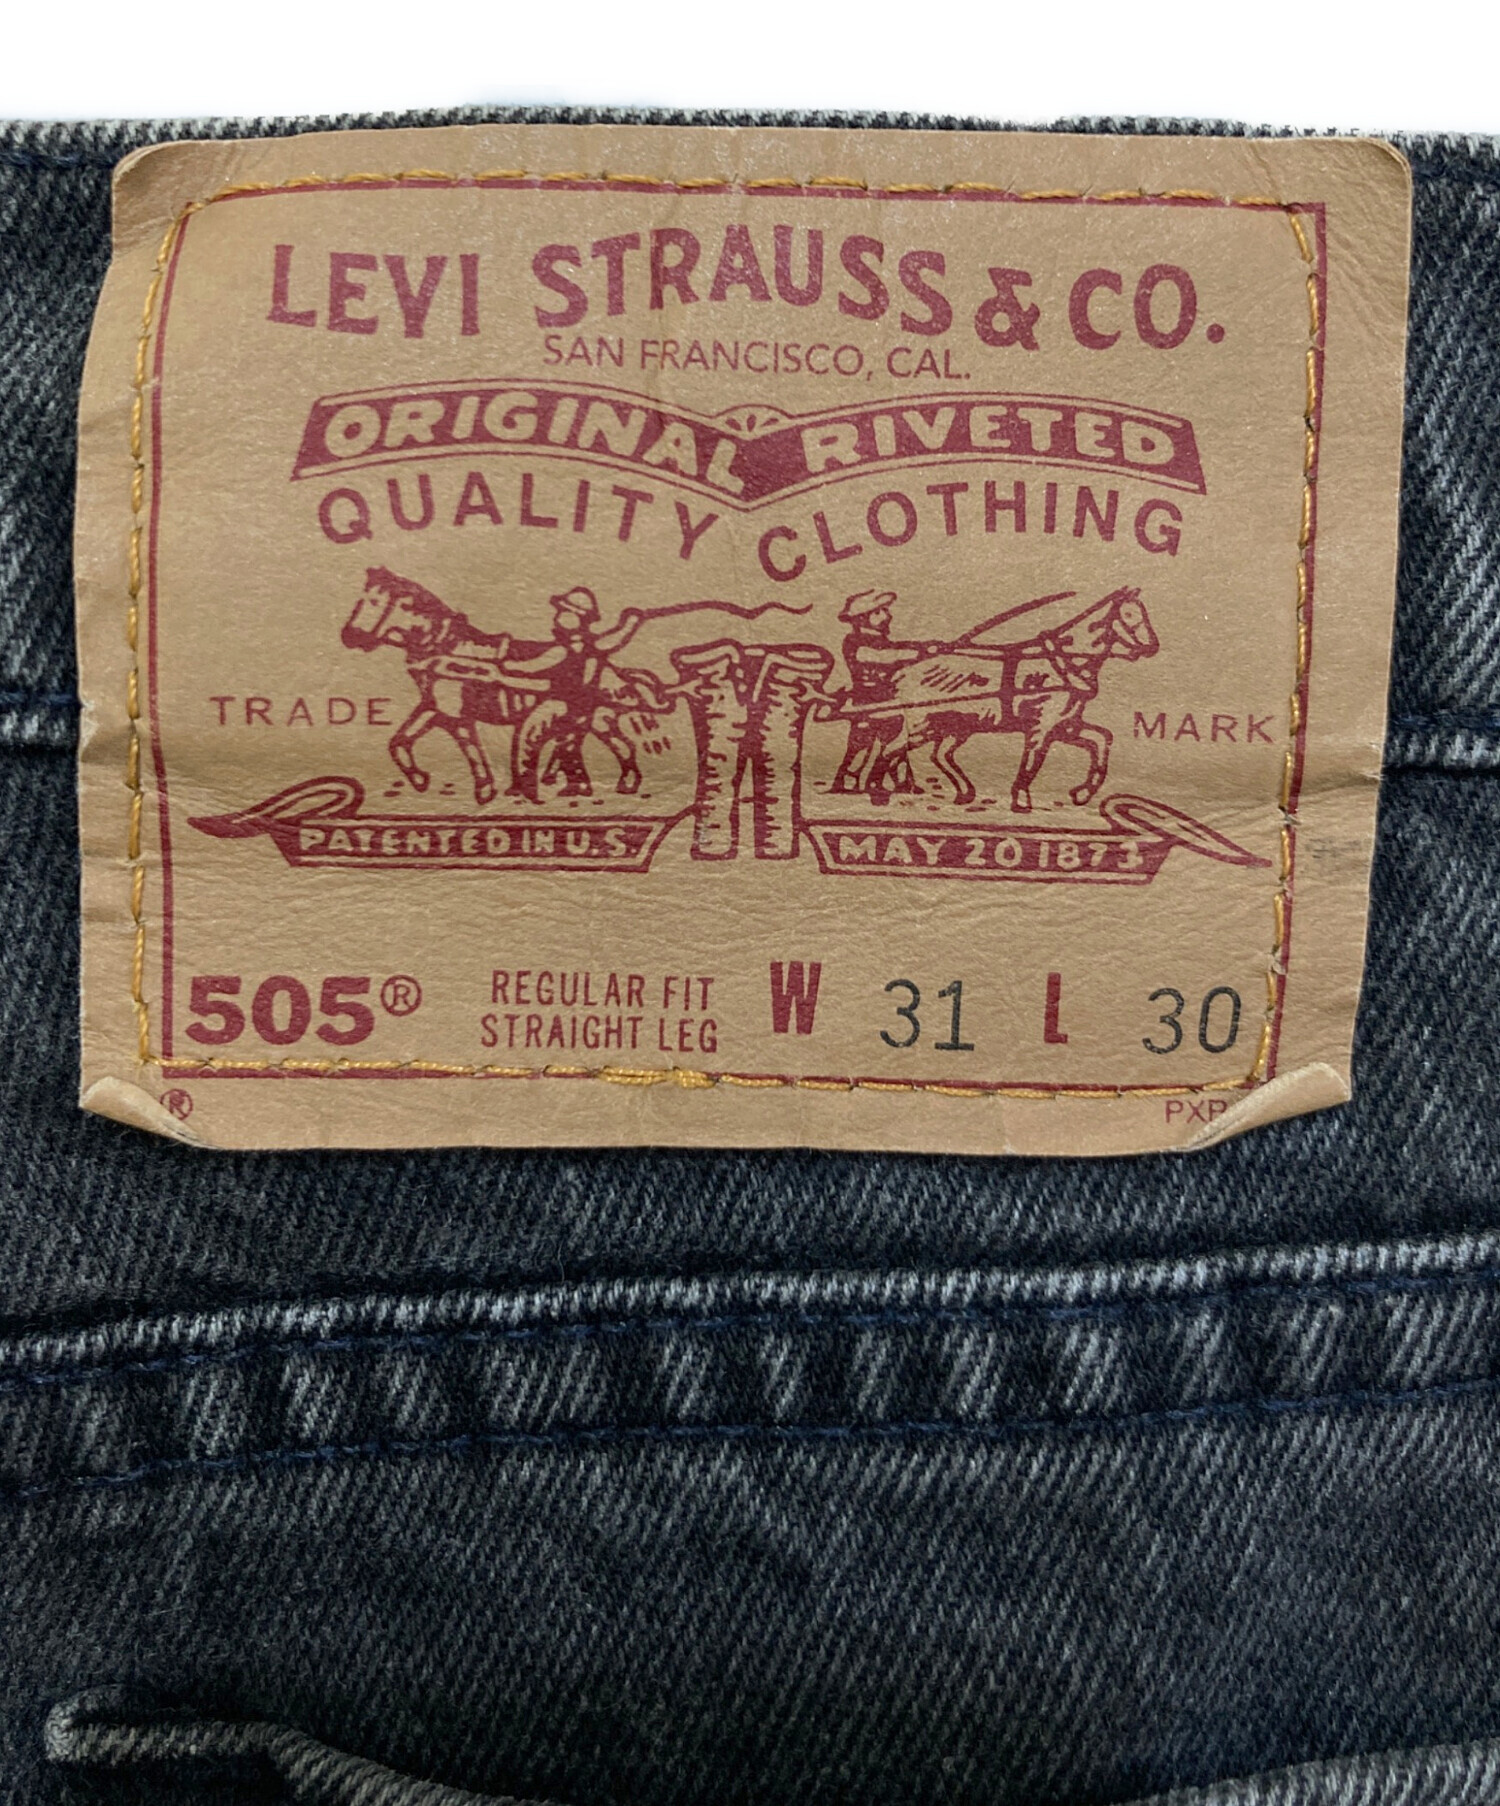 LEVI STRAUSS & CO.
SAN FRANCISCO, CAL.
ORIGINAL RIVETED
QUALITY CLOTHING
TRADE MARK
PATENTED IN U.S. MAY 20 1873
505® REGULAR FIT W 31 L 30
STRAIGHT LEG
®